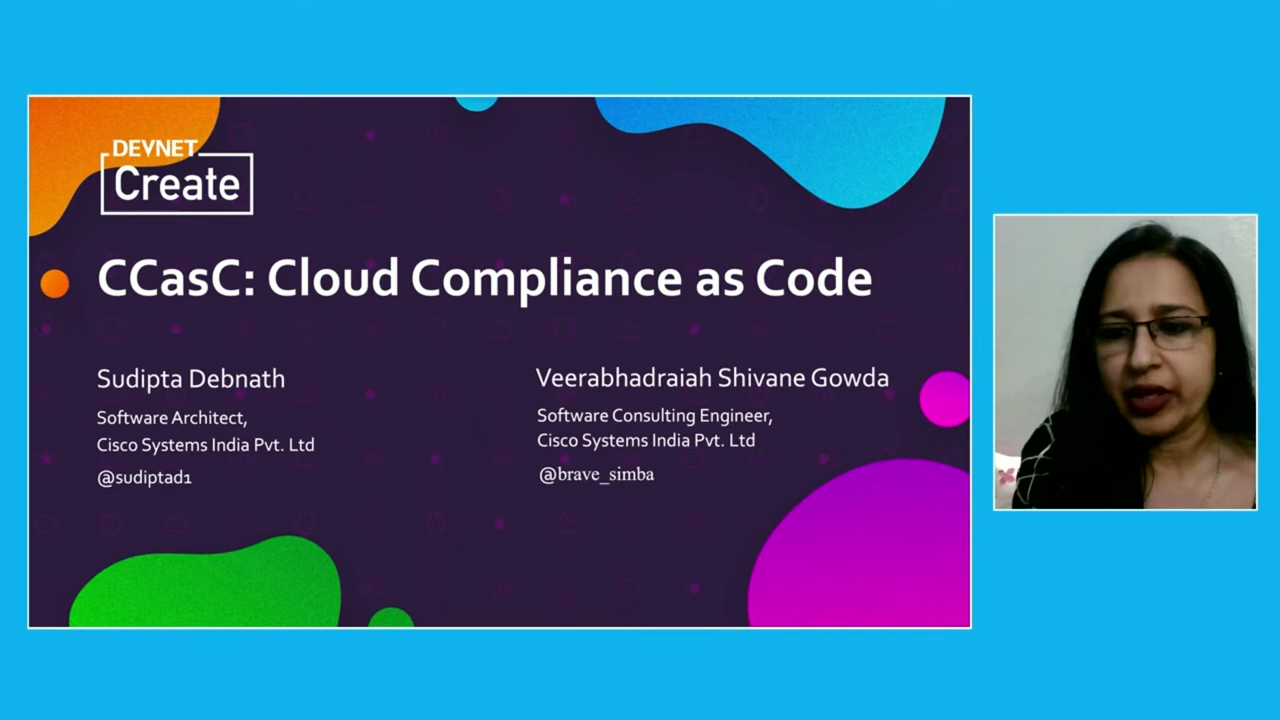 DEVNET
Create
CCasC: Cloud Compliance as Code
Sudipta Debnath
Software Architect,
Cisco Systems India Pvt. Ltd
@sudiptad1
Veerabhadraiah Shivane Gowda
Software Consulting Engineer,
Cisco Systems India Pvt. Ltd
@brave_simba